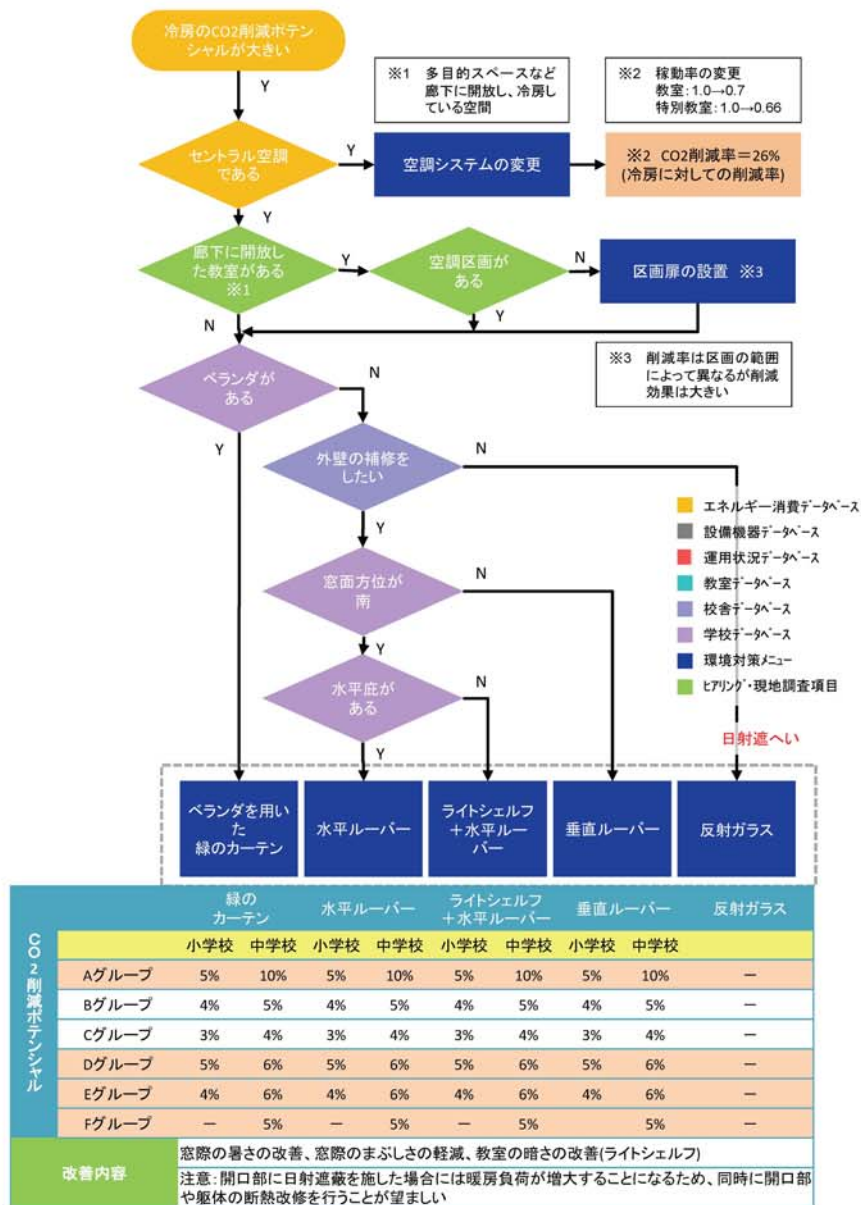 冷房のCO2削減ポテン
シャルが大きい
Y
※1 多目的スペースなど
廊下に開放し、冷房し
ている空間
※2 稼動率の変更
教室:1.0→0.7
特別教室:1.0→0.66
セントラル空調
である
Y
空調システムの変更
※2 CO2削減率=26%
(冷房に対しての削減率)
Y
廊下に開放し
た教室がある
※1
Y
空調区画が
ある
N
区画扉の設置 ※3
N
Y
※3 削減率は区画の範囲
によって異なるが削減
効果は大きい
ベランダが
ある
N
Y
外壁の補修を
したい
N
Y
窓面方位が
南
N
Y
水平庇が
ある
N
Y
エネルギー消費データベース
設備機器データベース
運用状況データベース
教室データベース
校舎データベース
学校データベース
環境対策メニュー
ヒアリング・現地調査項目
日射遮へい
ベランダを用い
た
緑のカーテン
水平ルーバー
ライトシェルフ
+水平ルー
バー
垂直ルーバー
反射ガラス
CO2削減ポテンシャル
緑の
カーテン
水平ルーバー
ライトシェルフ
+水平ルーバー
垂直ルーバー
反射ガラス
小学校 中学校 小学校 中学校 小学校 中学校 小学校 中学校
Aグループ 5% 10% 5% 10% 5% 10% 5% 10% ー
Bグループ 4% 5% 4% 5% 4% 5% 4% 5% ー
Cグループ 3% 4% 3% 4% 3% 4% 3% 4% ー
Dグループ 5% 6% 5% 6% 5% 6% 5% 6% ー
Eグループ 4% 6% 4% 6% 4% 6% 4% 6% ー
Fグループ ー 5% ー 5% ー 5% 5% ー
改善内容
窓際の暑さの改善、窓際のまぶしさの軽減、教室の暗さの改善(ライトシェルフ)
注意:開口部に日射遮蔽を施した場合には暖房負荷が増大することになるため、同時に開口部
や躯体の断熱改修を行うことが望ましい